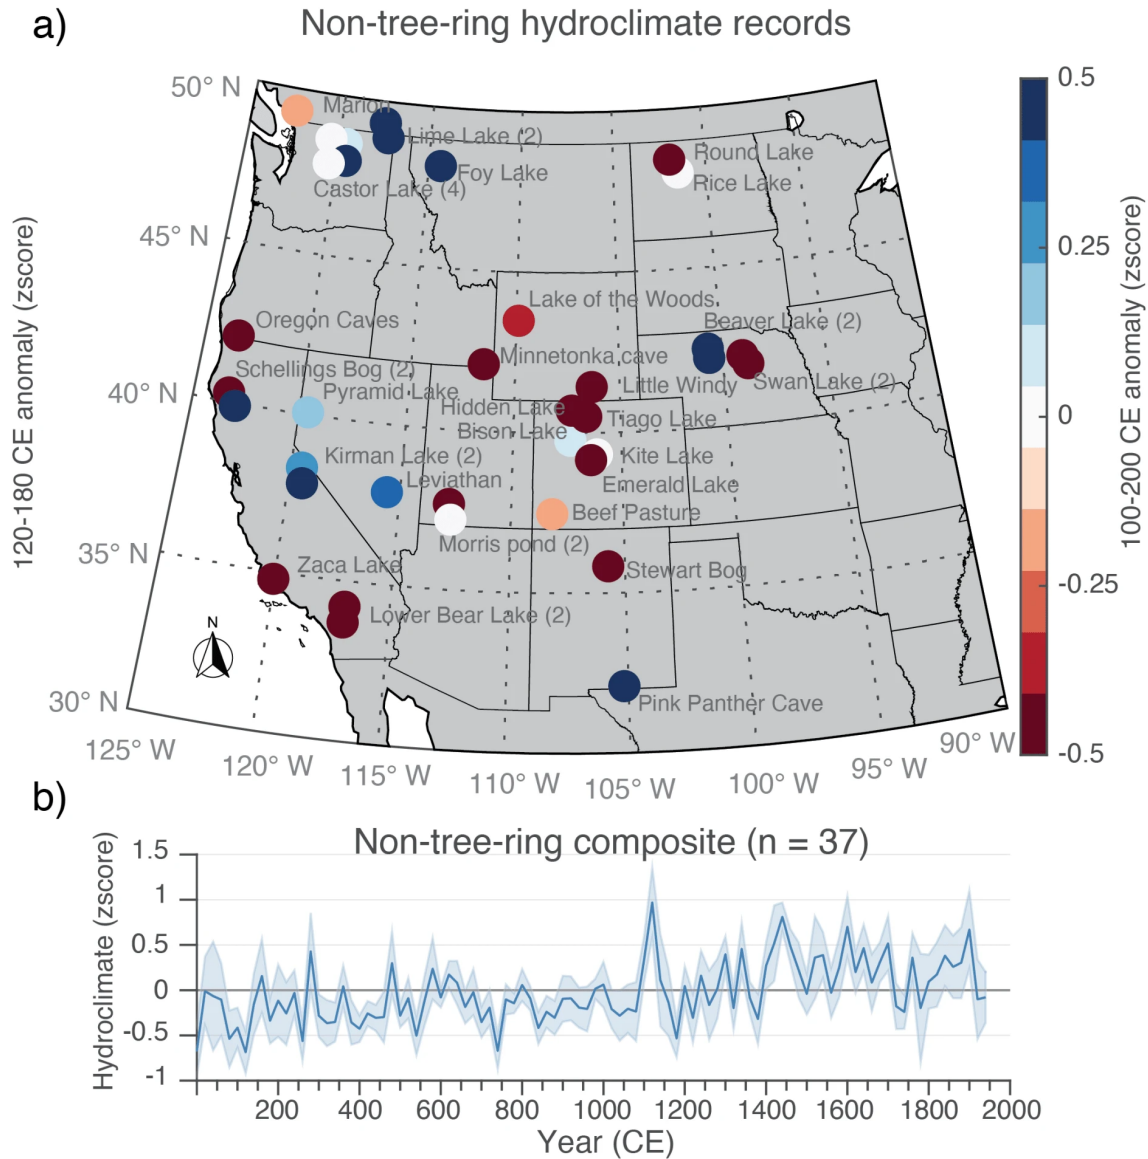 a)
Non-tree-ring hydroclimate records
50° N
45° N
40° N
35° N
30° N
125° W
120° W
115° W
110° W
105° W
100° W
95° W
90° W
Marion
Lime Lake (2)
Foy Lake
Castor Lake (4)
Round Lake
Rice Lake
Lake of the Woods
Beaver Lake (2)
Oregon Caves
Minnetonka cave
Schellings Bog (2)
Pyramid Lake
Little Windy
Swan Lake (2)
Hidden Lake
Tiago Lake
Bison Lake
Kirman Lake (2)
Kite Lake
Leviathan
Emerald Lake
Beef Pasture
Morris pond (2)
Zaca Lake
Stewart Bog
Lower Bear Lake (2)
N
Pink Panther Cave
120-180 CE anomaly (zscore)
0.5
0.25
0
-0.25
-0.5
100-200 CE anomaly (zscore)
b)
Non-tree-ring composite (n = 37)
Hydroclimate (zscore)
1.5
1
0.5
0
-0.5
-1
200 400 600 800 1000 1200 1400 1600 1800 2000
Year (CE)